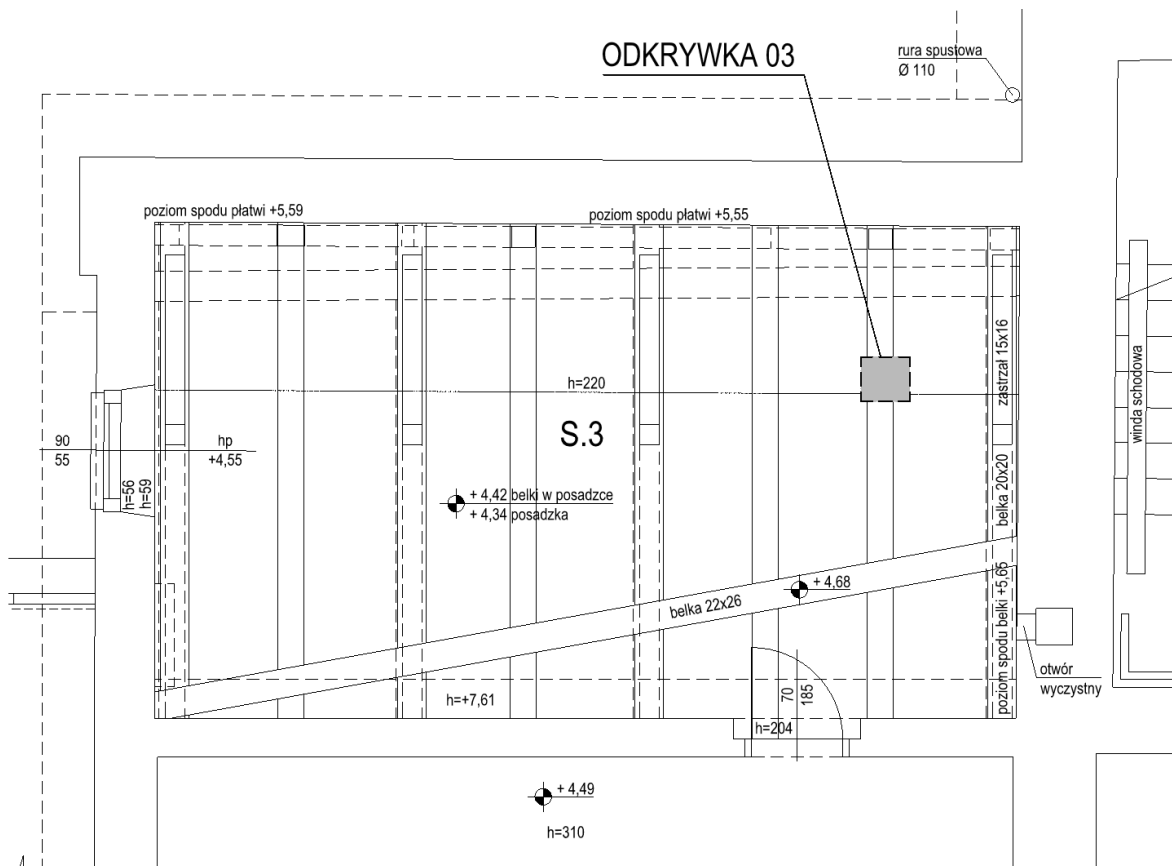 ODKRYWKA 03
rura spustowa
Ø 110
poziom spodu płatwi +5,59
poziom spodu płatwi +5,55
h=220
zastrzał 15x16
winda schodowa
S.3
90
55
hp
+4,55
h=56
h=59
+ 4,42 belki w posadzce
+ 4,34 posadzka
belka 20x20
+ 4,68
belka 22x26
poziom spodu belki +5,65
otwór
wyczystny
h=+7,61
70
185
h=204
+ 4,49
h=310